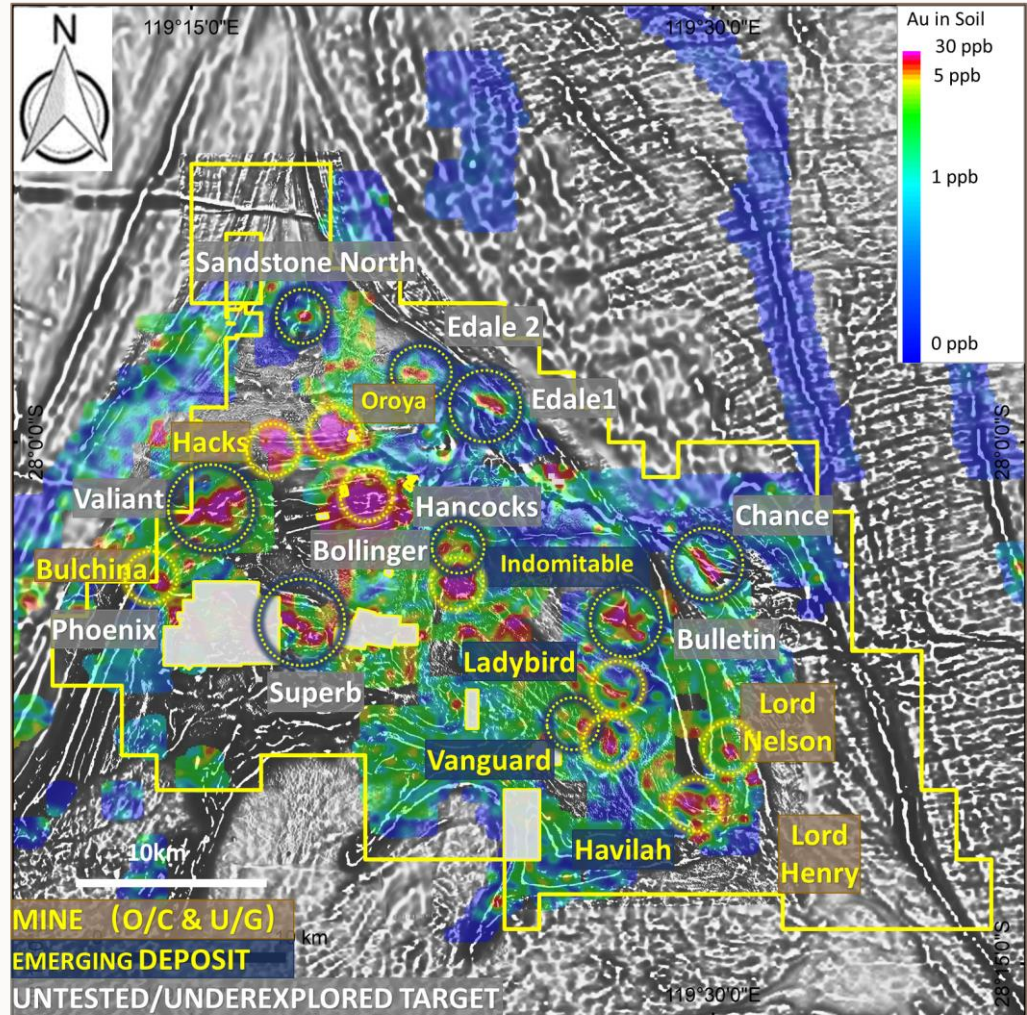 119°15'0"E
119°30'0"E
N
Au in Soil
30 ppb
5 ppb
1 ppb
0 ppb
Sandstone North
Edale 2
Oroya
Edale1
28°0'0"S
28°0'0"S
Hacks
Valiant
Hancocks
Chance
Bollinger
Indomitable
Bulchina
Phoenix
Bulletin
Ladybird
Superb
Lord
Nelson
Vanguard
10km
Havilah
Lord
Henry
MINE (O/C & U/G)
km
EMERGING DEPOSIT
28°15'0"S
UNTESTED/UNDEREXPLORED TARGET
119°30'0"E